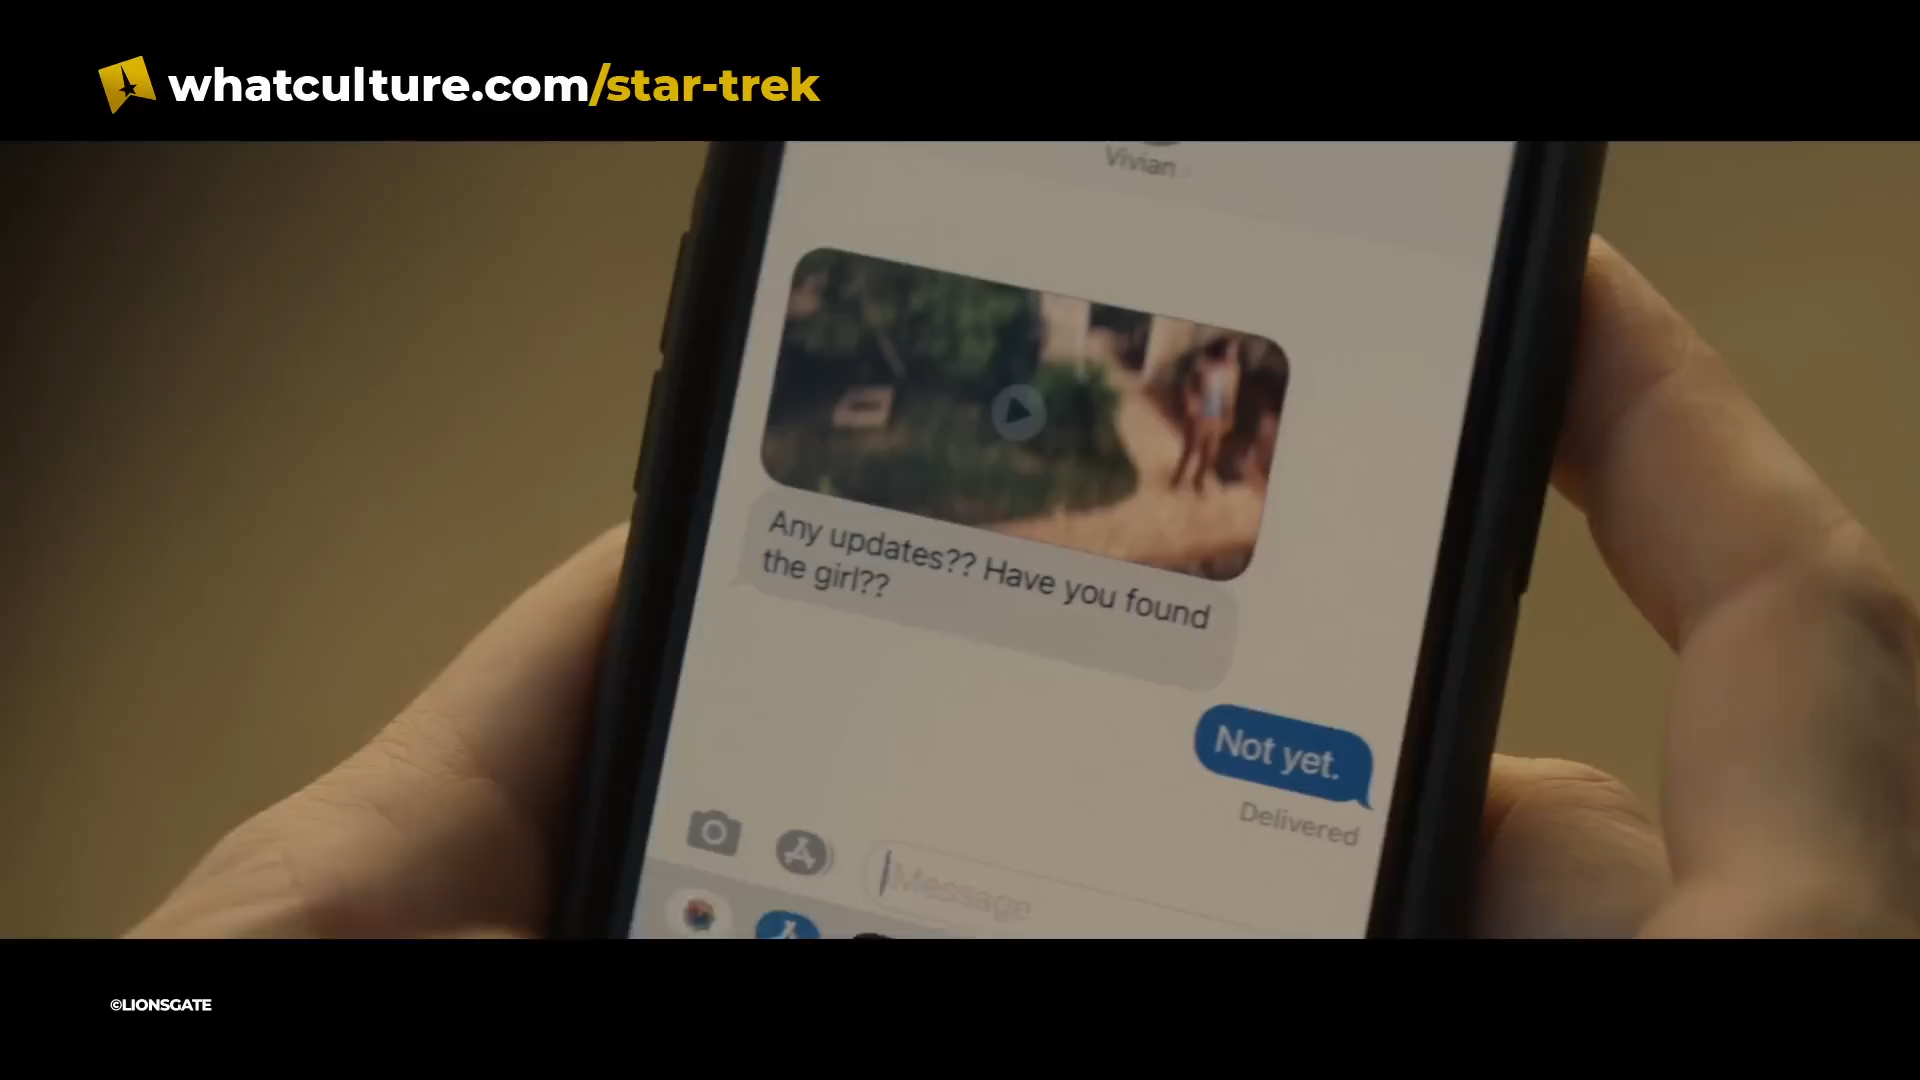 whatculture.com/star-trek
Vivian
Any updates?? Have you found
the girl??
Not yet.
Delivered
Message
©LIONSGATE